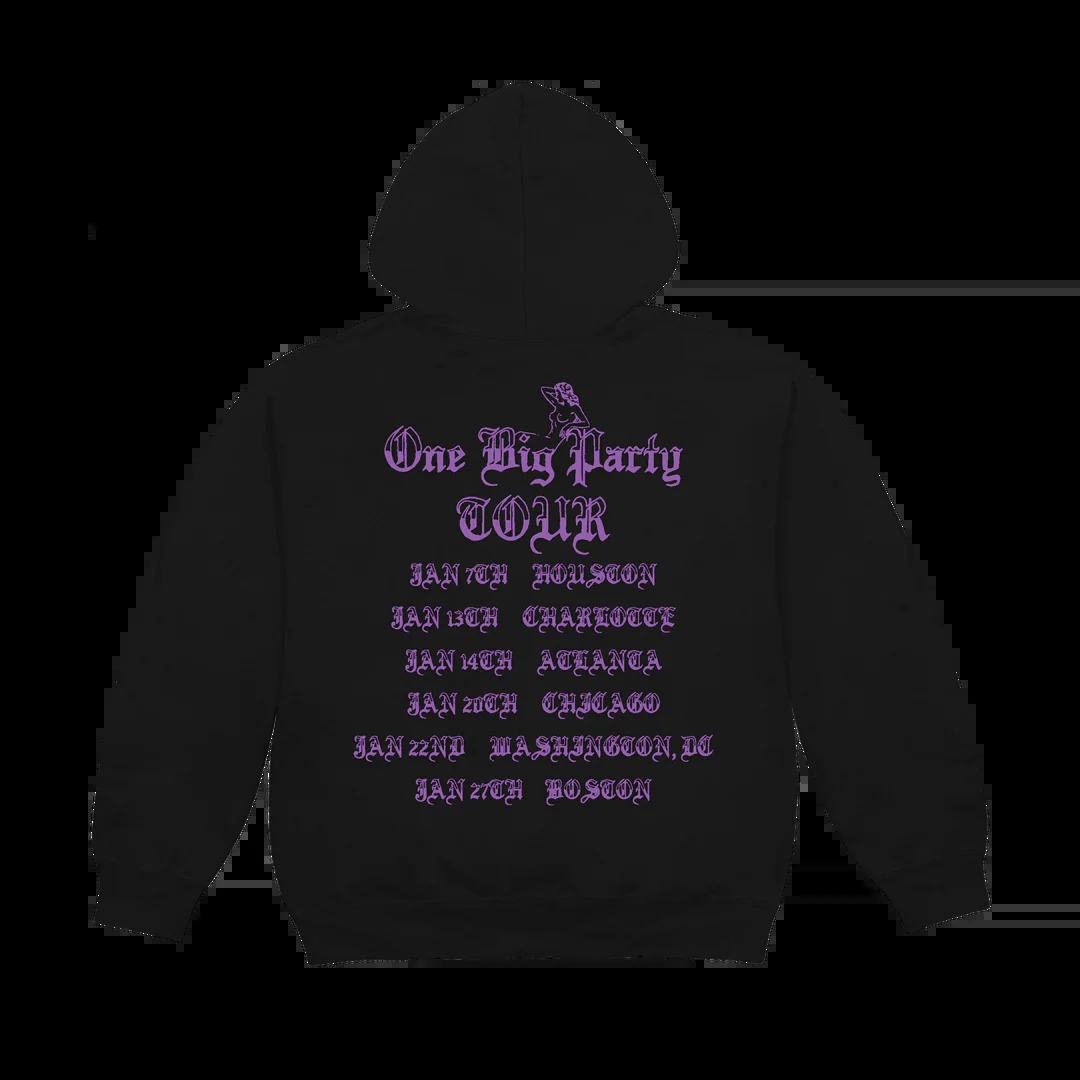 One Big Party
TOUR
JAN 7TH HOUSTON
JAN 13TH CHARLOTTE
JAN 14TH ATLANTA
JAN 20TH CHICAGO
JAN 22ND WASHINGTON, DC
JAN 27TH BOSTON